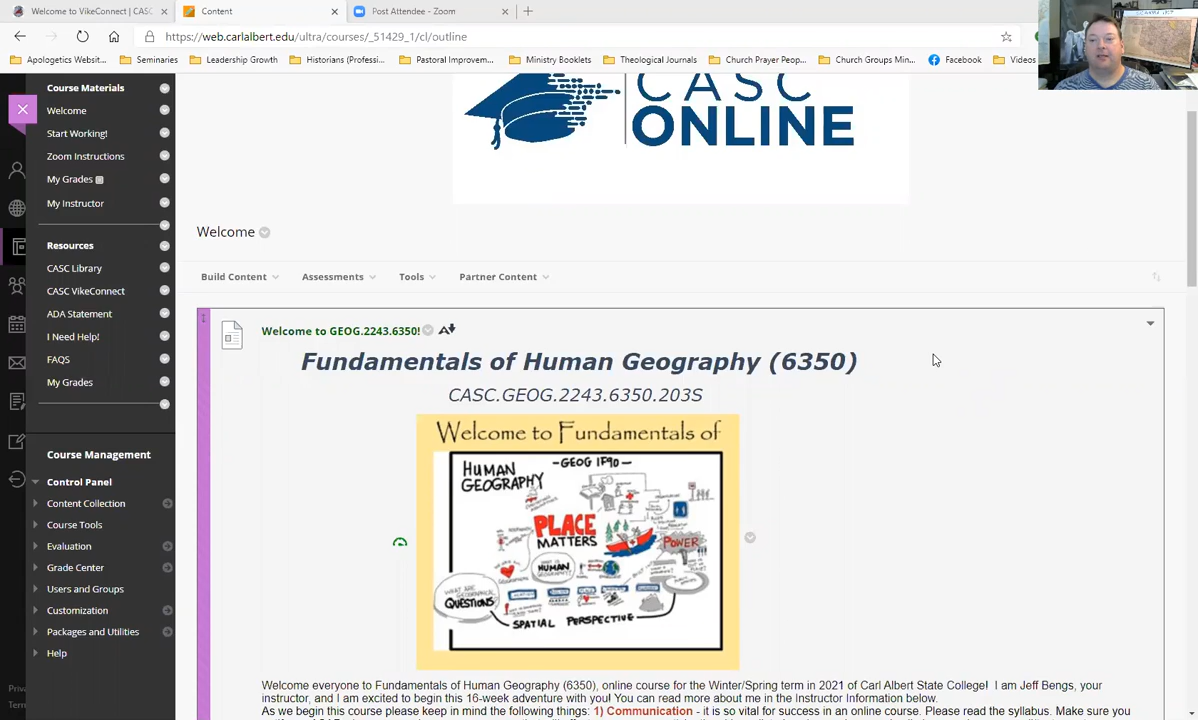 Welcome to VikeConnect | CASC
Content
Post Attendee - Zoom
https://web.carlalbert.edu/ultra/courses/_51429_1/cl/outline
Apologetics Websit...
Seminaries
Leadership Growth
Historians (Professi...
Pastoral Improvem...
Ministry Booklets
Theological Journals
Church Prayer Peop...
Church Groups Min...
Facebook
Videos
Course Materials
Welcome
Start Working!
Zoom Instructions
My Grades
My Instructor
Resources
CASC Library
CASC VikeConnect
ADA Statement
I Need Help!
FAQS
My Grades
Course Management
Control Panel
Content Collection
Course Tools
Evaluation
Grade Center
Users and Groups
Customization
Packages and Utilities
Help
CASC
ONLINE
Welcome
Build Content
Assessments
Tools
Partner Content
Welcome to GEOG.2243.6350!
Fundamentals of Human Geography (6350)
CASC.GEOG.2243.6350.203S
Welcome to Fundamentals of
HUMAN GEOGRAPHY
-GEOG 1F90-
PLACE MATTERS
POWER
WHAT IS HUMAN GEOGRAPHY?
WHAT ARE GEOGRAPHICAL QUESTIONS
SPATIAL PERSPECTIVE
Welcome everyone to Fundamentals of Human Geography (6350), online course for the Winter/Spring term in 2021 of Carl Albert State College! I am Jeff Bengs, your
instructor, and I am excited to begin this 16-week adventure with you! You can read more about me in the Instructor Information below.
As we begin this course please keep in mind the following things: 1) Communication - it is so vital for success in an online course. Please read the syllabus. Make sure you